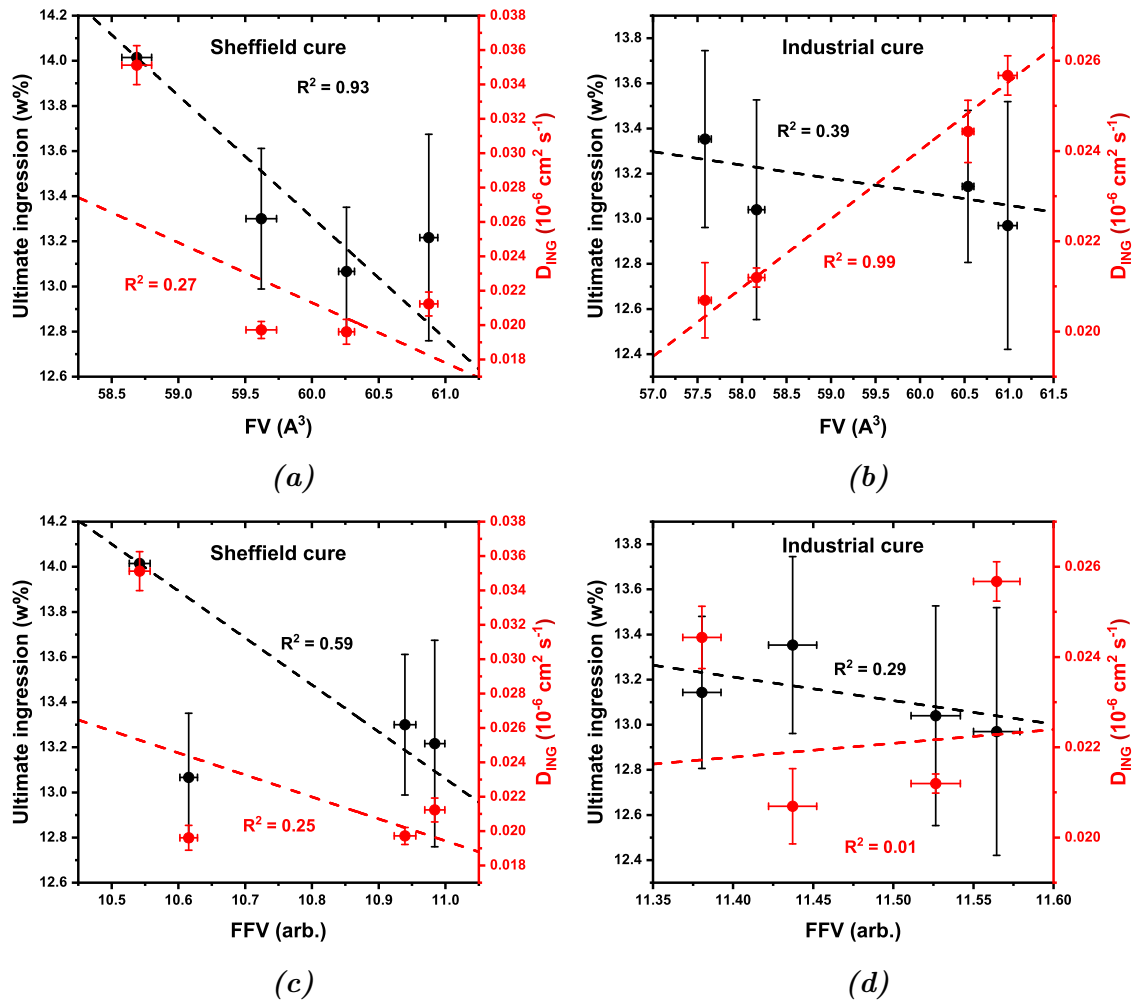 Sheffield cure
R² = 0.93
R² = 0.27
Ultimate ingression (w%)
14.2
14.0
13.8
13.6
13.4
13.2
13.0
12.8
12.6
58.5 59.0 59.5 60.0 60.5 61.0
FV (A³)
0.038
0.036
0.034
0.032
0.030
0.028
0.026
0.024
0.022
0.020
0.018
D_ING (10⁻⁶ cm² s⁻¹)
(a)
Industrial cure
R² = 0.39
R² = 0.99
Ultimate ingression (w%)
13.8
13.6
13.4
13.2
13.0
12.8
12.6
12.4
57.0 57.5 58.0 58.5 59.0 59.5 60.0 60.5 61.0 61.5
FV (A³)
0.026
0.024
0.022
0.020
D_ING (10⁻⁶ cm² s⁻¹)
(b)
Sheffield cure
R² = 0.59
R² = 0.25
Ultimate ingression (w%)
14.2
14.0
13.8
13.6
13.4
13.2
13.0
12.8
12.6
10.5 10.6 10.7 10.8 10.9 11.0
FFV (arb.)
0.038
0.036
0.034
0.032
0.030
0.028
0.026
0.024
0.022
0.020
0.018
D_ING (10⁻⁶ cm² s⁻¹)
(c)
Industrial cure
R² = 0.29
R² = 0.01
Ultimate ingression (w%)
13.8
13.6
13.4
13.2
13.0
12.8
12.6
12.4
11.35 11.40 11.45 11.50 11.55 11.60
FFV (arb.)
0.026
0.024
0.022
0.020
D_ING (10⁻⁶ cm² s⁻¹)
(d)